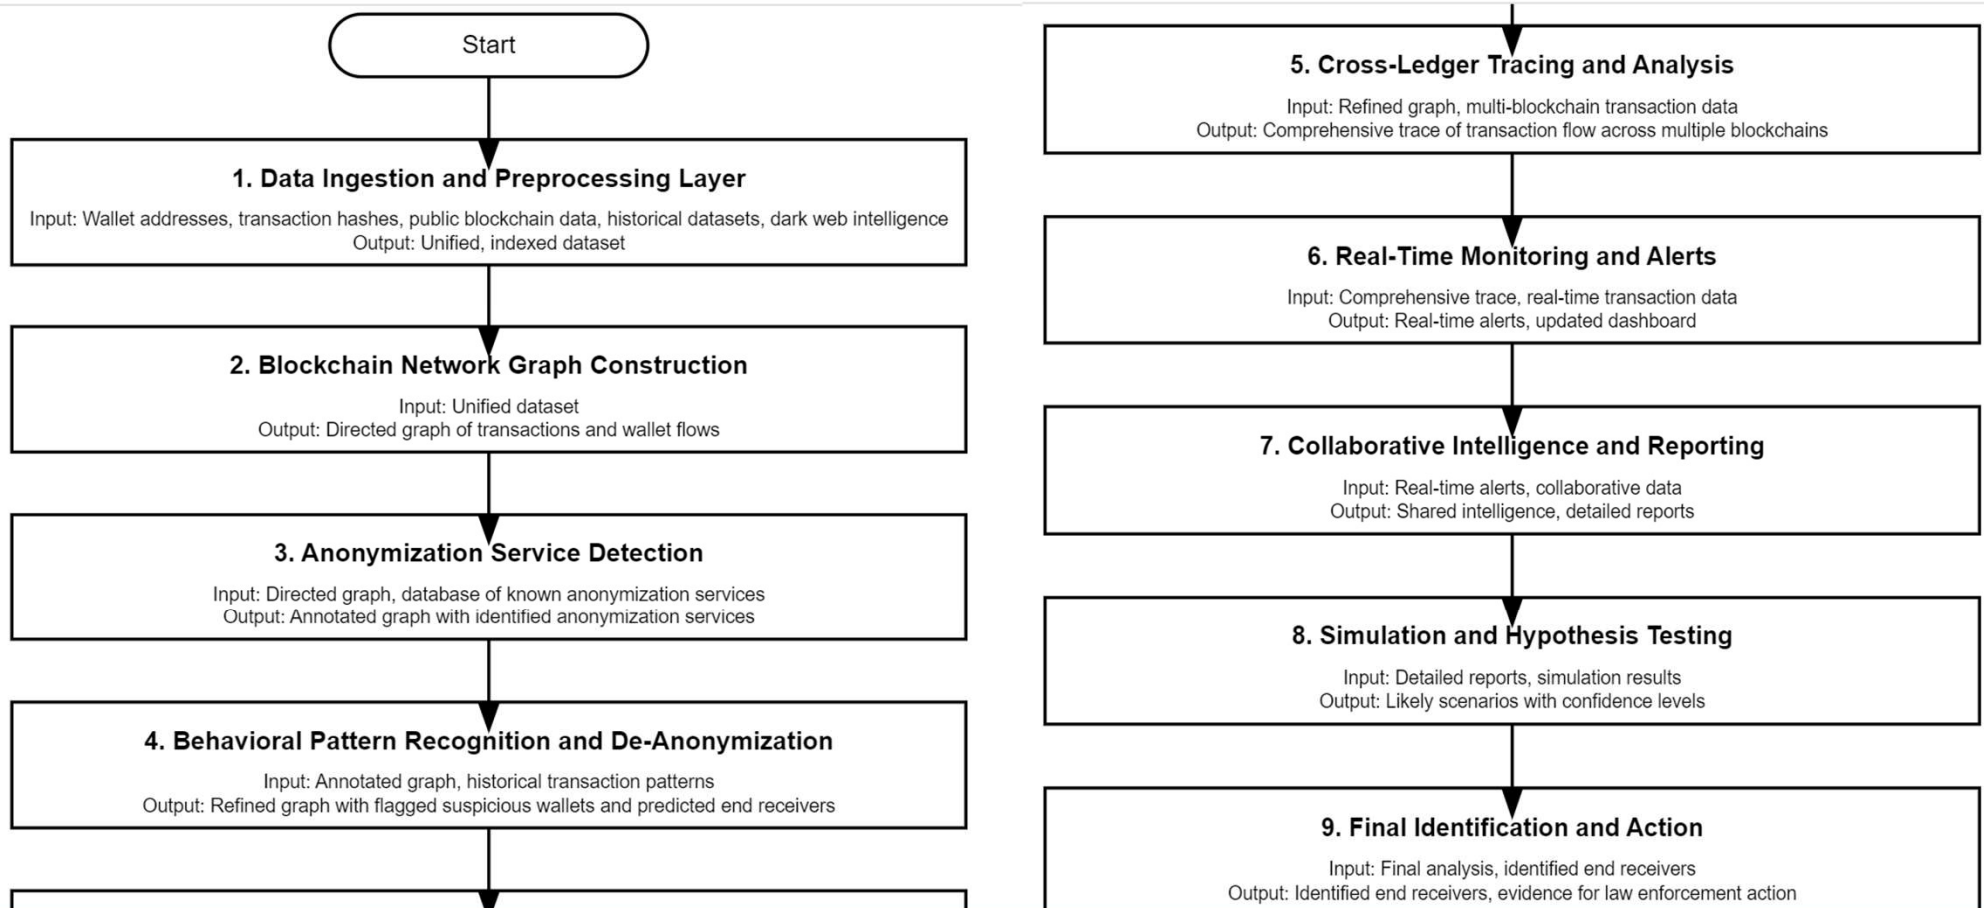 Start
1. Data Ingestion and Preprocessing Layer
Input: Wallet addresses, transaction hashes, public blockchain data, historical datasets, dark web intelligence
Output: Unified, indexed dataset
2. Blockchain Network Graph Construction
Input: Unified dataset
Output: Directed graph of transactions and wallet flows
3. Anonymization Service Detection
Input: Directed graph, database of known anonymization services
Output: Annotated graph with identified anonymization services
4. Behavioral Pattern Recognition and De-Anonymization
Input: Annotated graph, historical transaction patterns
Output: Refined graph with flagged suspicious wallets and predicted end receivers
5. Cross-Ledger Tracing and Analysis
Input: Refined graph, multi-blockchain transaction data
Output: Comprehensive trace of transaction flow across multiple blockchains
6. Real-Time Monitoring and Alerts
Input: Comprehensive trace, real-time transaction data
Output: Real-time alerts, updated dashboard
7. Collaborative Intelligence and Reporting
Input: Real-time alerts, collaborative data
Output: Shared intelligence, detailed reports
8. Simulation and Hypothesis Testing
Input: Detailed reports, simulation results
Output: Likely scenarios with confidence levels
9. Final Identification and Action
Input: Final analysis, identified end receivers
Output: Identified end receivers, evidence for law enforcement action